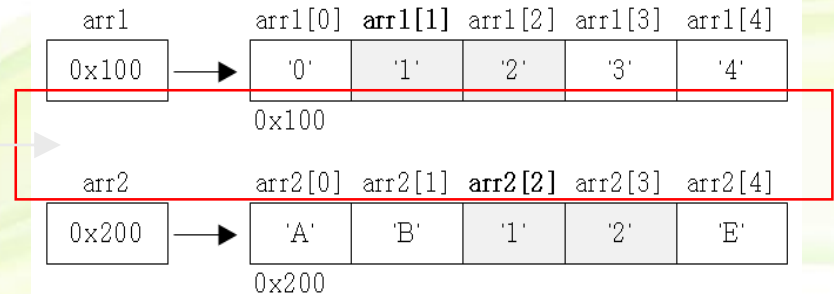 arr1 arr1[0] arr1[1] arr1[2] arr1[3] arr1[4]
0x100 '0' '1' '2' '3' '4'
0x100
arr2 arr2[0] arr2[1] arr2[2] arr2[3] arr2[4]
0x200 'A' 'B' '1' '2' 'E'
0x200